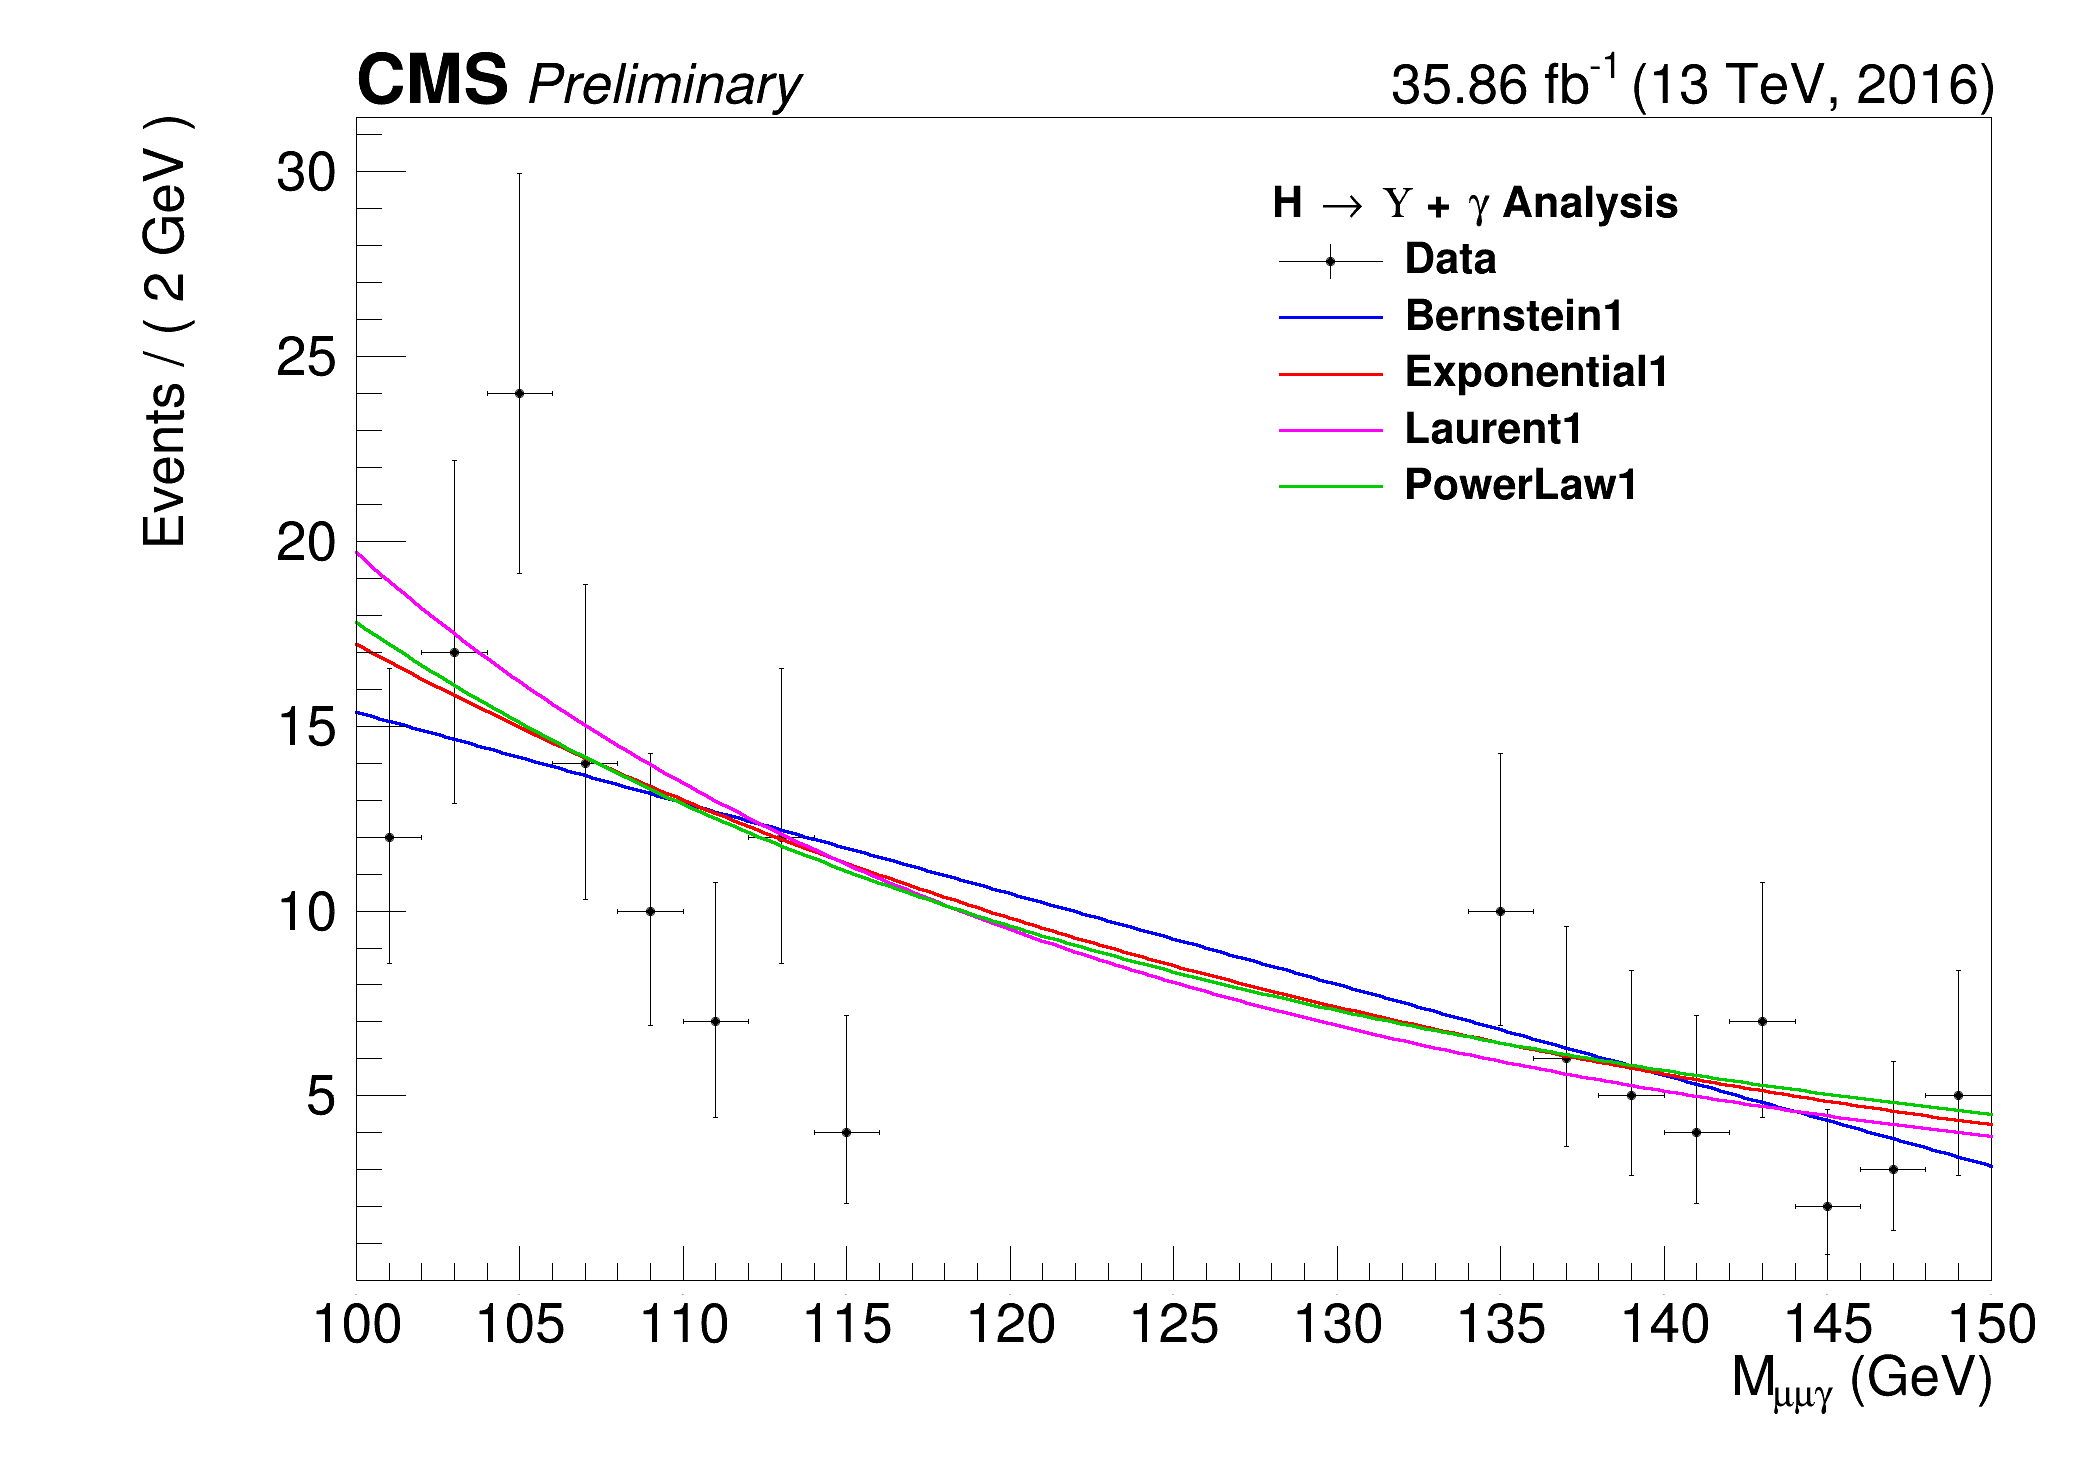 CMS Preliminary 35.86 fb⁻¹ (13 TeV, 2016)
Events / ( 2 GeV )
30
25
20
15
10
5
H → Υ + γ Analysis
Data
Bernstein1
Exponential1
Laurent1
PowerLaw1
100 105 110 115 120 125 130 135 140 145 150
M_μμγ (GeV)